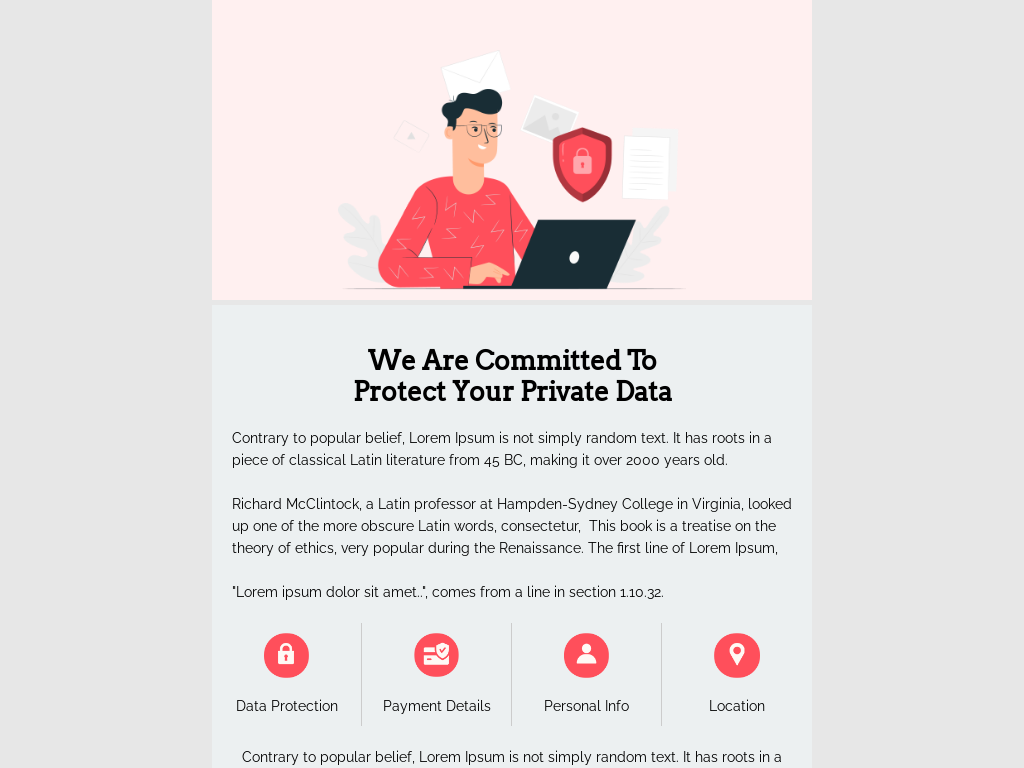 We Are Committed To
Protect Your Private Data
Contrary to popular belief, Lorem Ipsum is not simply random text. It has roots in a
piece of classical Latin literature from 45 BC, making it over 2000 years old.
Richard McClintock, a Latin professor at Hampden-Sydney College in Virginia, looked
up one of the more obscure Latin words, consectetur,  This book is a treatise on the
theory of ethics, very popular during the Renaissance. The first line of Lorem Ipsum,
"Lorem ipsum dolor sit amet..", comes from a line in section 1.10.32.
Data Protection
Payment Details
Personal Info
Location
Contrary to popular belief, Lorem Ipsum is not simply random text. It has roots in a